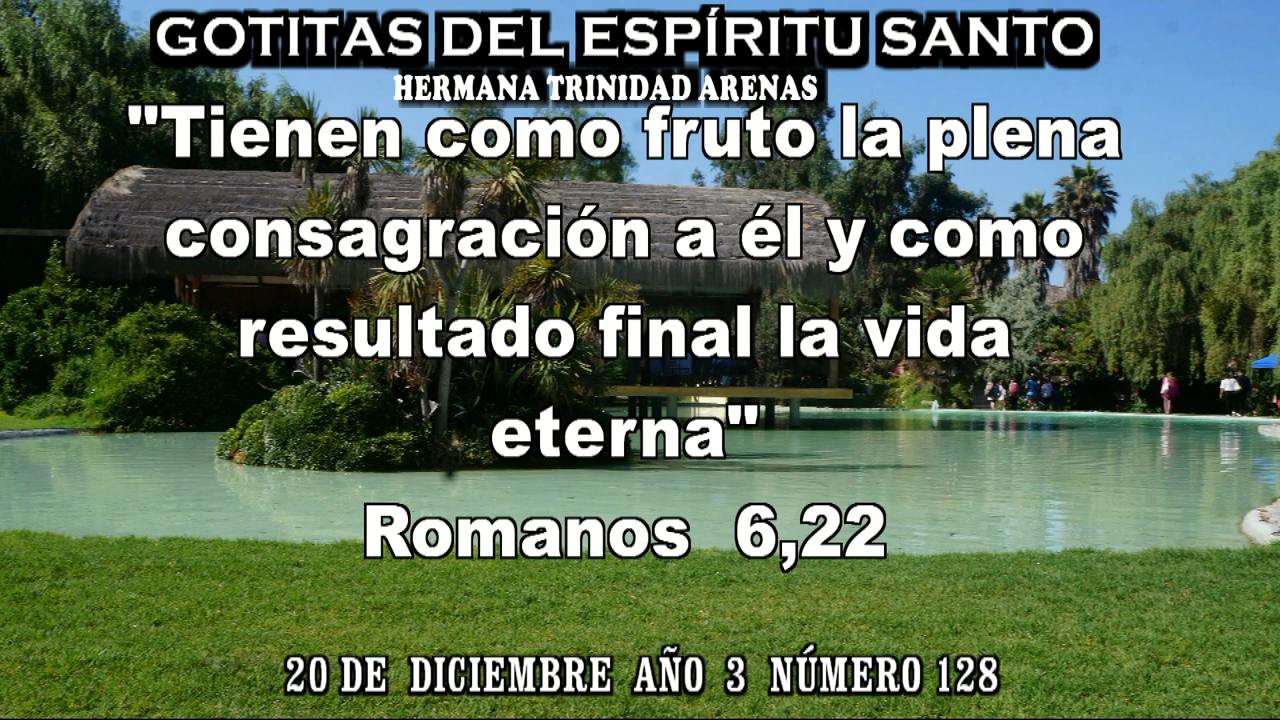 GOTITAS DEL ESPÍRITU SANTO
HERMANA TRINIDAD ARENAS
"Tienen como fruto la plena
consagración a él y como
resultado final la vida
eterna"
Romanos 6,22
20 DE DICIEMBRE AÑO 3 NÚMERO 128